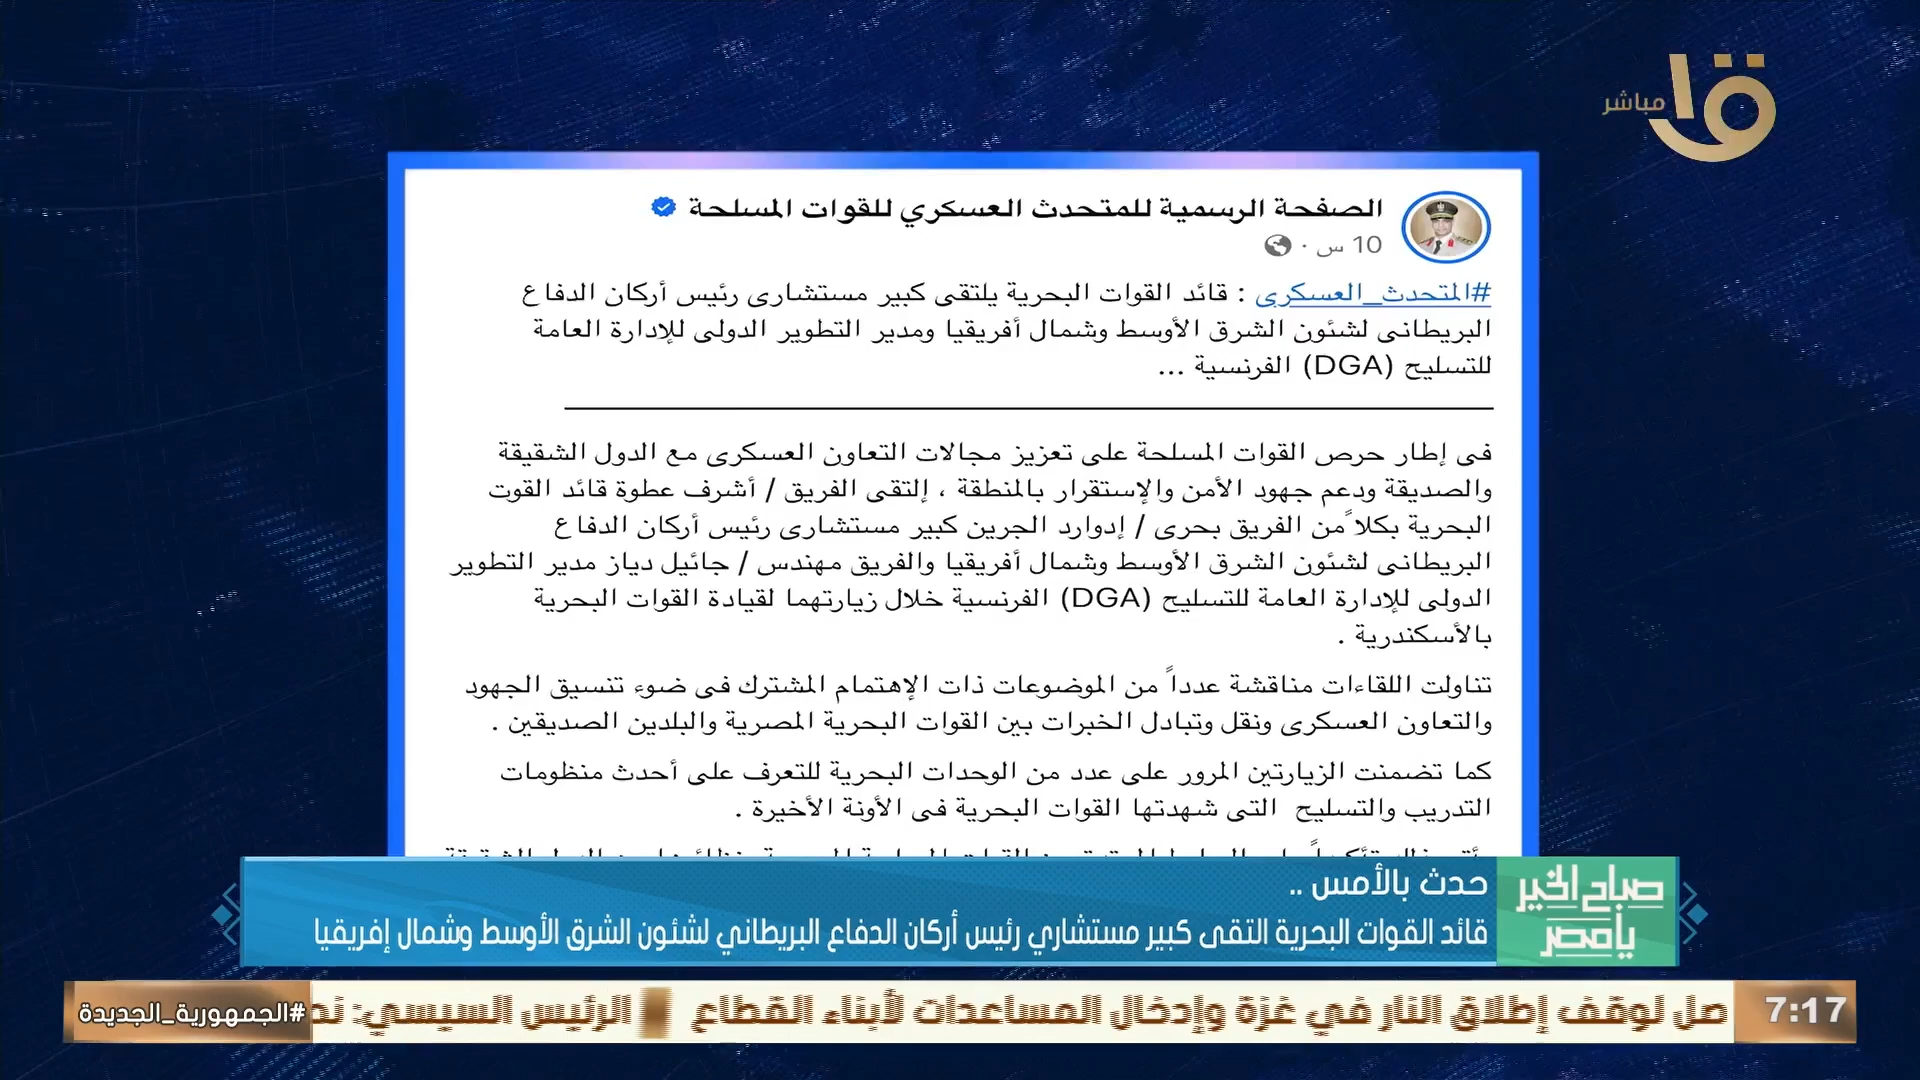 مباشر
الصفحة الرسمية للمتحدث العسكري للقوات المسلحة
10 س
#المتحدث_العسكرى : قائد القوات البحرية يلتقى كبير مستشارى رئيس أركان الدفاع
البريطانى لشئون الشرق الأوسط وشمال أفريقيا ومدير التطوير الدولى للإدارة العامة
للتسليح (DGA) الفرنسية ...
فى إطار حرص القوات المسلحة على تعزيز مجالات التعاون العسكرى مع الدول الشقيقة
والصديقة ودعم جهود الأمن والإستقرار بالمنطقة ، إلتقى الفريق / أشرف عطوة قائد القوت
البحرية بكلاً من الفريق بحرى / إدوارد الجرين كبير مستشارى رئيس أركان الدفاع
البريطانى لشئون الشرق الأوسط وشمال أفريقيا والفريق مهندس / جائيل دياز مدير التطوير
الدولى للإدارة العامة للتسليح (DGA) الفرنسية خلال زيارتهما لقيادة القوات البحرية
بالأسكندرية .
تناولت اللقاءات مناقشة عدداً من الموضوعات ذات الإهتمام المشترك فى ضوء تنسيق الجهود
والتعاون العسكرى ونقل وتبادل الخبرات بين القوات البحرية المصرية والبلدين الصديقين .
كما تضمنت الزيارتين المرور على عدد من الوحدات البحرية للتعرف على أحدث منظومات
التدريب والتسليح التى شهدتها القوات البحرية فى الأونة الأخيرة .
صباح الخير
يا مصر
حدث بالأمس ..
قائد القوات البحرية التقى كبير مستشاري رئيس أركان الدفاع البريطاني لشئون الشرق الأوسط وشمال إفريقيا
7:17
صل لوقف إطلاق النار في غزة وإدخال المساعدات لأبناء القطاع
الرئيس السيسي:
#الجمهورية_الجديدة